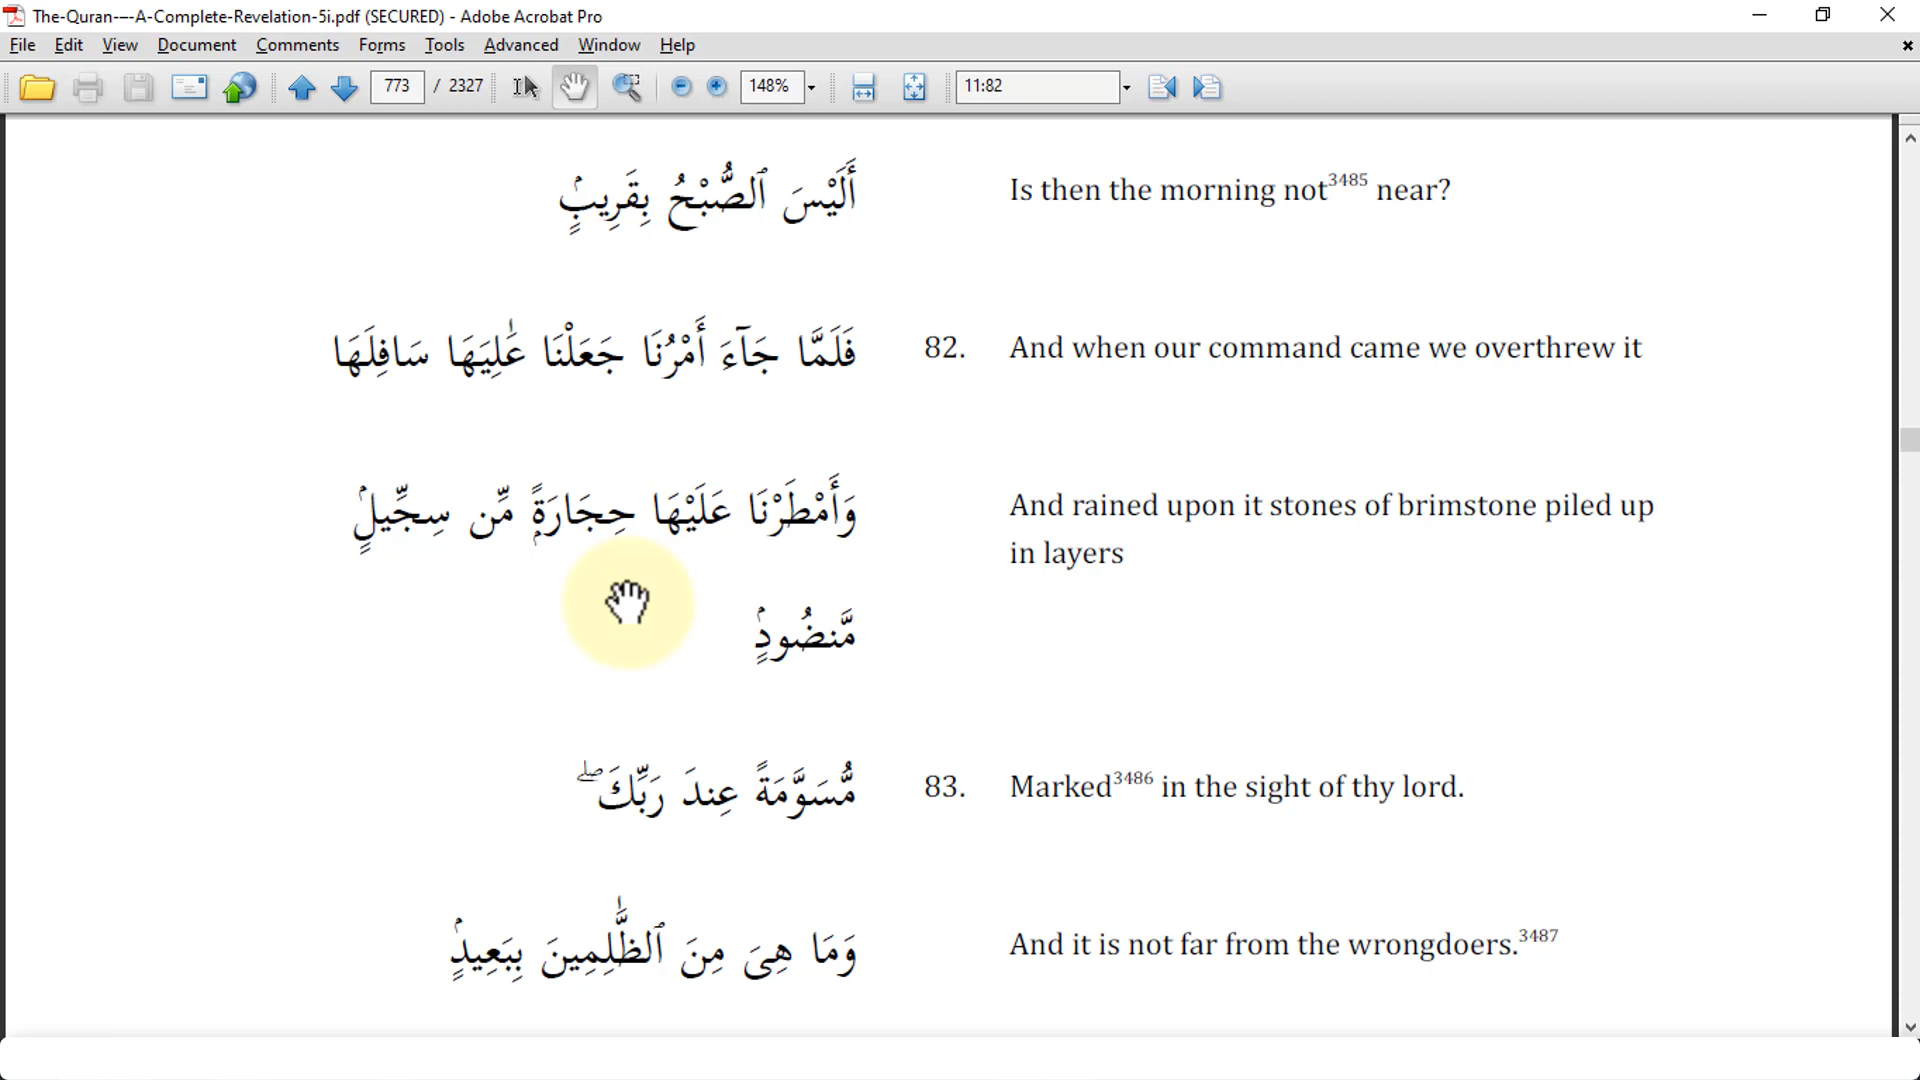 The-Quran-—-A-Complete-Revelation-5i.pdf (SECURED) - Adobe Acrobat Pro
File Edit View Document Comments Forms Tools Advanced Window Help
773 / 2327 148% 11:82
أَلَيْسَ ٱلصُّبْحُ بِقَرِيبٍۢ Is then the morning not3485 near?
فَلَمَّا جَآءَ أَمْرُنَا جَعَلْنَا عَٰلِيَهَا سَافِلَهَا 82. And when our command came we overthrew it
وَأَمْطَرْنَا عَلَيْهَا حِجَارَةًۭ مِّن سِجِّيلٍۢ And rained upon it stones of brimstone piled up
in layers
مَّنضُودٍۢ
مُّسَوَّمَةً عِندَ رَبِّكَ ۖ 83. Marked3486 in the sight of thy lord.
وَمَا هِىَ مِنَ ٱلظَّٰلِمِينَ بِبَعِيدٍۢ And it is not far from the wrongdoers.3487